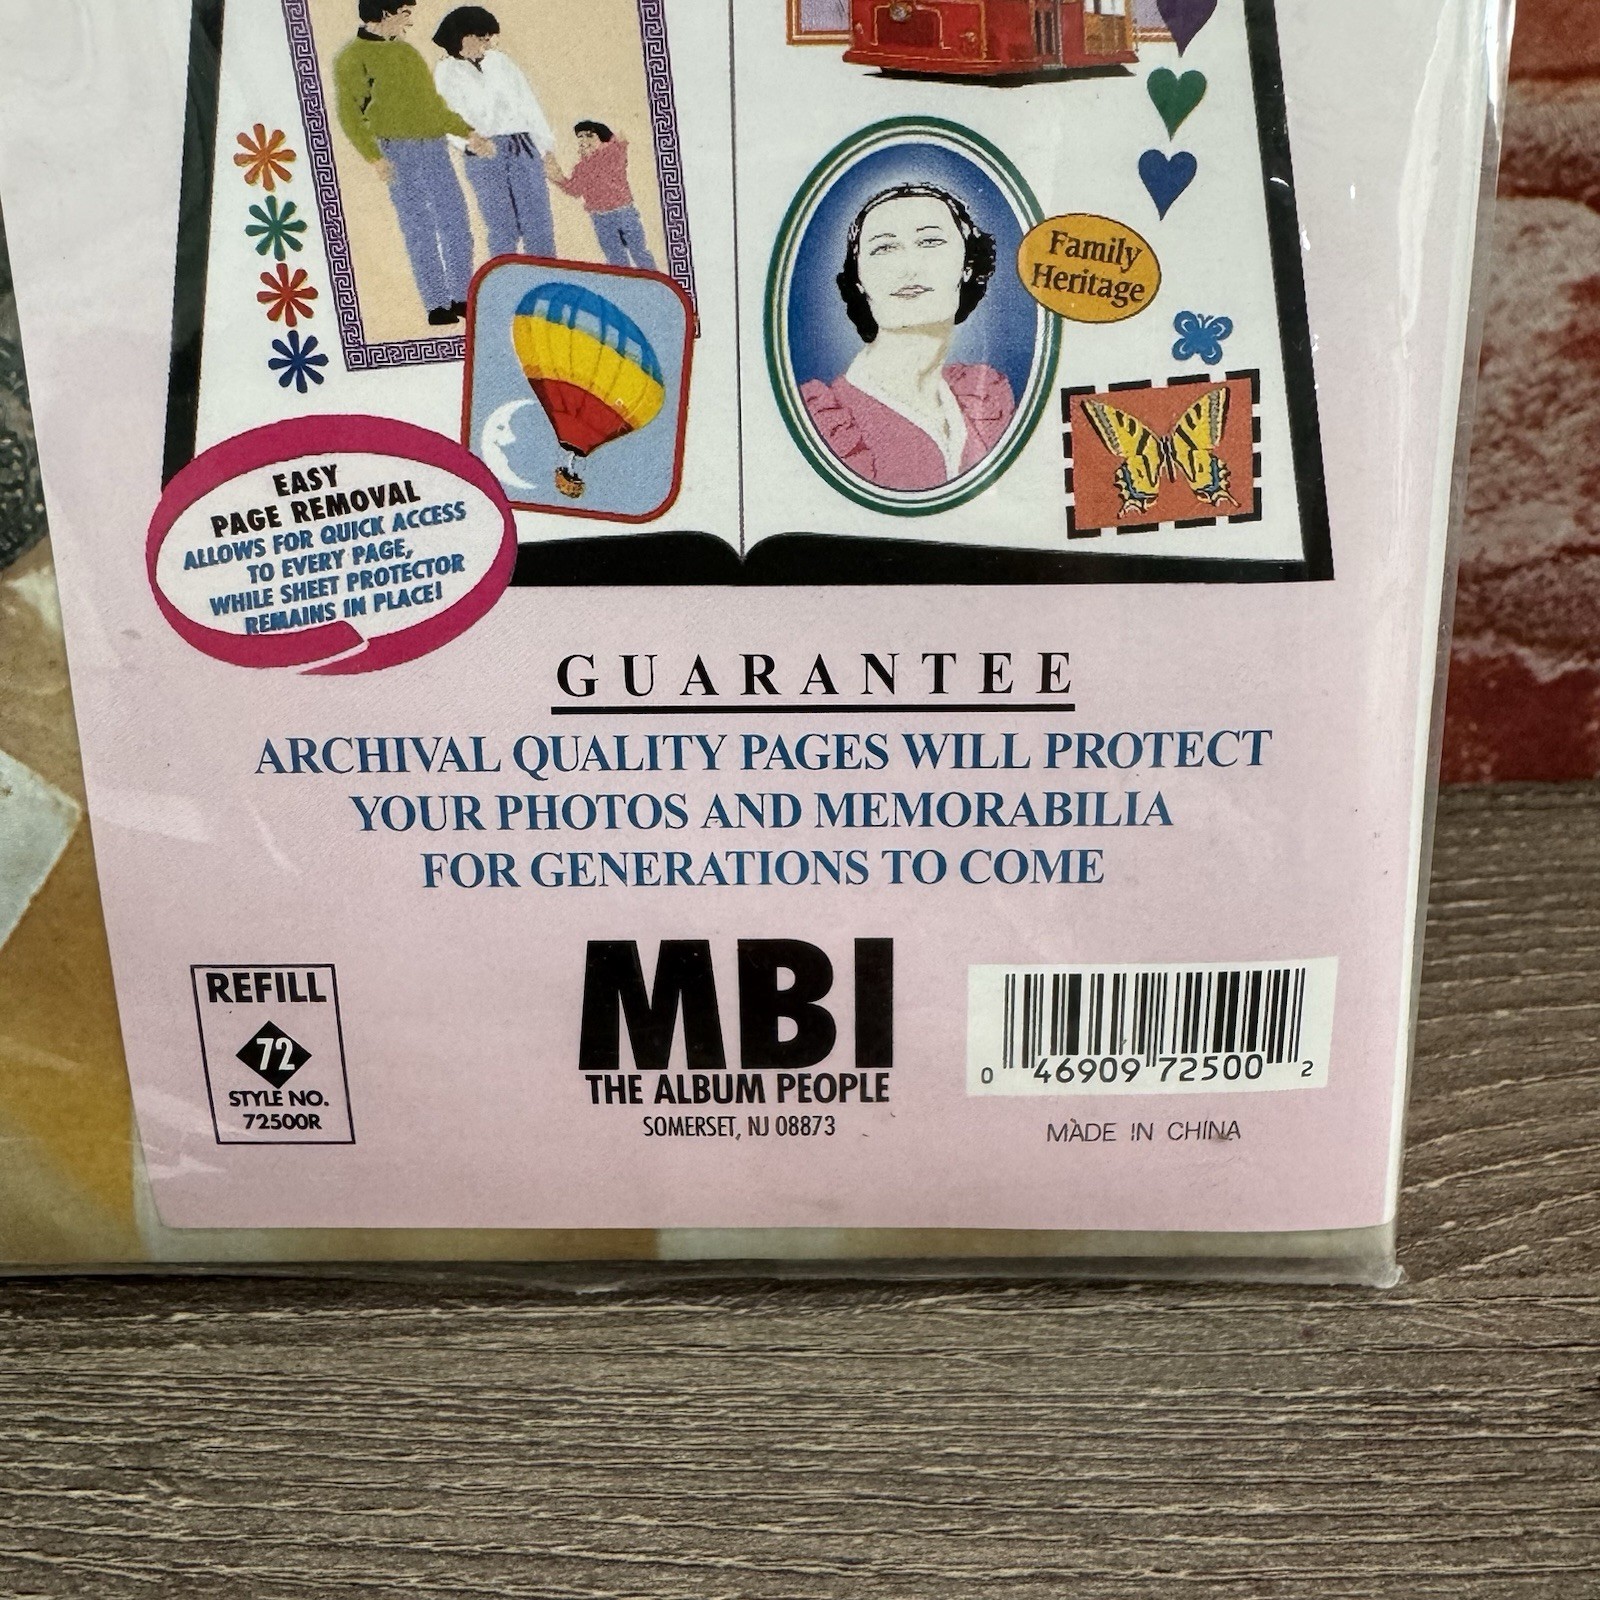 Family
Heritage
EASY
PAGE REMOVAL
ALLOWS FOR QUICK ACCESS
TO EVERY PAGE,
WHILE SHEET PROTECTOR
REMAINS IN PLACE!
GUARANTEE
ARCHIVAL QUALITY PAGES WILL PROTECT
YOUR PHOTOS AND MEMORABILIA
FOR GENERATIONS TO COME
REFILL
72
STYLE NO.
72500R
MBI
THE ALBUM PEOPLE
SOMERSET, NJ 08873
0 46909 72500 2
MADE IN CHINA